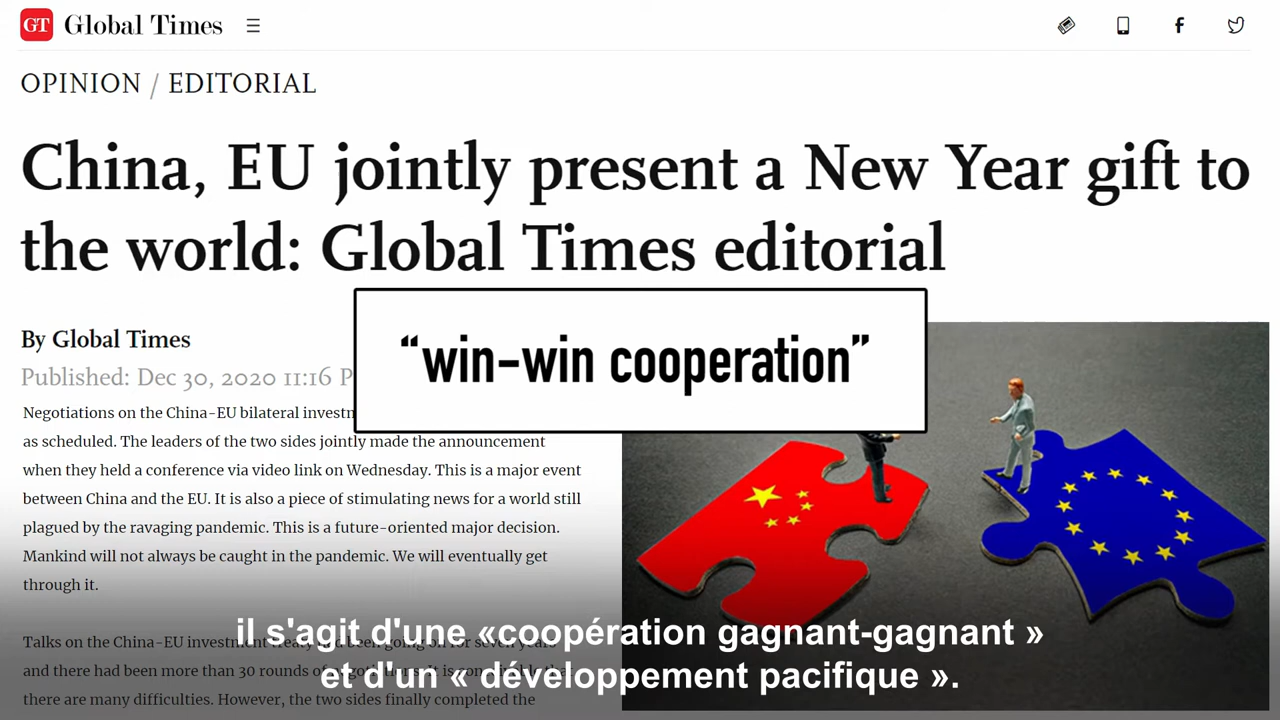 GT Global Times
OPINION / EDITORIAL
China, EU jointly present a New Year gift to
the world: Global Times editorial
By Global Times
Published: Dec 30, 2020 11:16 P
“win-win cooperation”
Negotiations on the China-EU bilateral
as scheduled. The leaders of the two sides jointly made the announcement
when they held a conference via video link on Wednesday. This is a major event
between China and the EU. It is also a piece of stimulating news for a world still
plagued by the ravaging pandemic. This is a future-oriented major decision.
Mankind will not always be caught in the pandemic. We will eventually get
through it.
Talks on the China-EU investment
and there had been more than 30 rounds
there are many difficulties. However, the two sides finally completed the
il s'agit d'une «coopération gagnant-gagnant »
et d'un « développement pacifique ».